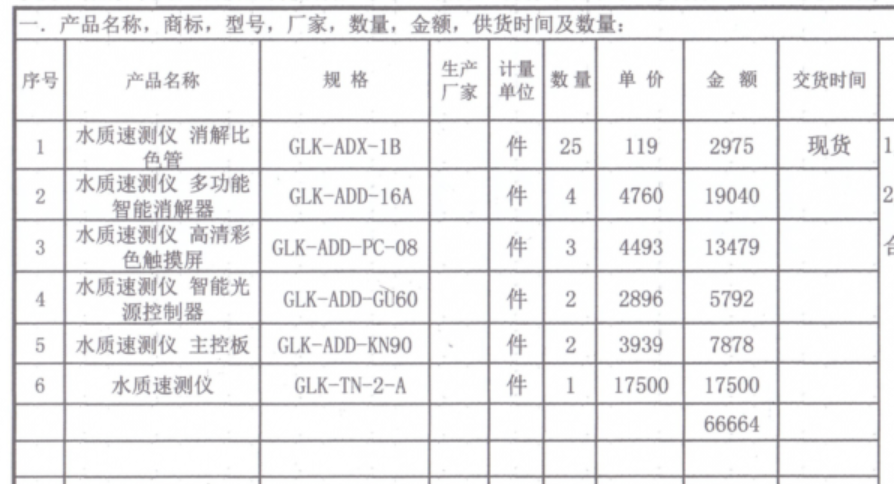 一. 产品名称, 商标, 型号, 厂家, 数量, 金额, 供货时间及数量:
序号 产品名称 规 格 生产厂家 计量单位 数量 单 价 金 额 交货时间
1 水质速测仪 消解比色管 GLK-ADX-1B 件 25 119 2975 现货 1
2 水质速测仪 多功能智能消解器 GLK-ADD-16A 件 4 4760 19040 2
3 水质速测仪 高清彩色触摸屏 GLK-ADD-PC-08 件 3 4493 13479
4 水质速测仪 智能光源控制器 GLK-ADD-GU60 件 2 2896 5792
5 水质速测仪 主控板 GLK-ADD-KN90 件 2 3939 7878
6 水质速测仪 GLK-TN-2-A 件 1 17500 17500
66664